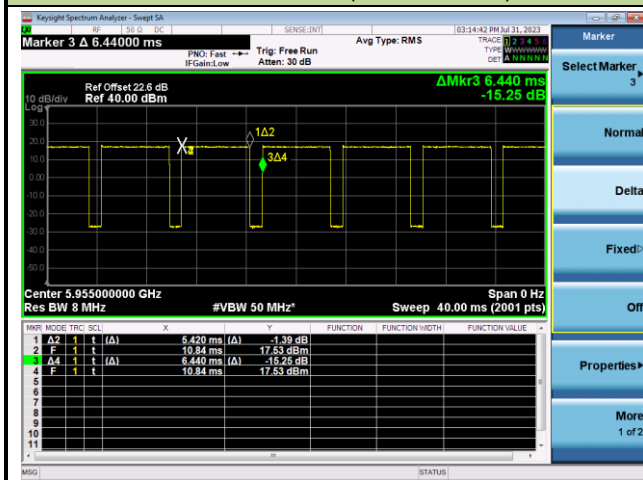 Keysight Spectrum Analyzer - Swept SA
RF 50 Ω DC SENSE:INT 03:14:42 PM Jul 31, 2023
Marker 3 Δ 6.44000 ms
PNO: Fast
IFGain:Low
Trig: Free Run
Atten: 30 dB
Avg Type: RMS
TRACE 1 2 3 4 5 6
TYPE WWWWWW
DET A N N N N N
Ref Offset 22.6 dB
10 dB/div Ref 40.00 dBm
ΔMkr3 6.440 ms
-15.25 dB
Log
30.0
20.0
10.0
0.00
-10.0
-20.0
-30.0
-40.0
-50.0
1Δ2
3Δ4
Center 5.955000000 GHz Span 0 Hz
Res BW 8 MHz #VBW 50 MHz* Sweep 40.00 ms (2001 pts)
MKR MODE TRC SCL X Y FUNCTION FUNCTION WIDTH FUNCTION VALUE
1 Δ2 1 t (Δ) 5.420 ms (Δ) -1.39 dB
2 F 1 t 10.84 ms 17.53 dBm
3 Δ4 1 t (Δ) 6.440 ms (Δ) -15.25 dB
4 F 1 t 10.84 ms 17.53 dBm
5
6
7
8
9
10
11
MSG STATUS
Marker
Select Marker
3
Normal
Delta
Fixed
Off
Properties
More
1 of 2